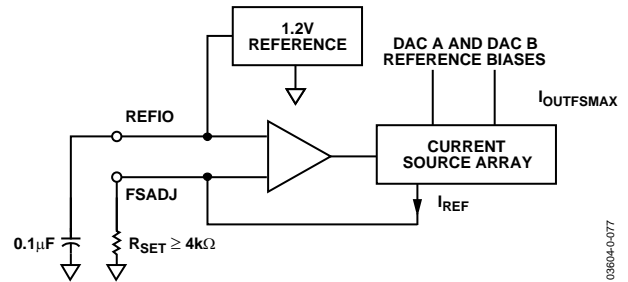 1.2V
REFERENCE
DAC A AND DAC B
REFERENCE BIASES
IOUTFSMAX
REFIO
CURRENT
SOURCE ARRAY
FSADJ
IREF
0.1µF
RSET ≥ 4kΩ
03604-0-077